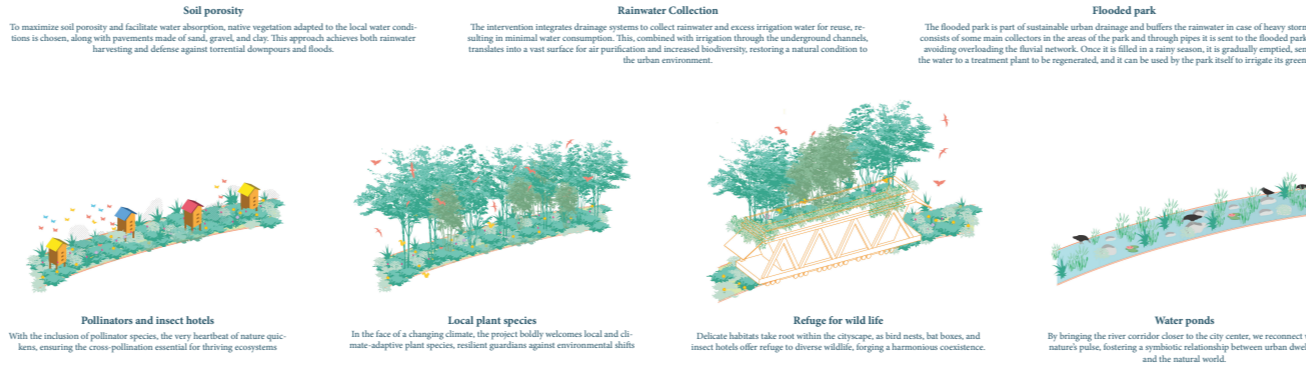 Soil porosity
To maximize soil porosity and facilitate water absorption, native vegetation adapted to the local water condi-
tions is chosen, along with pavements made of sand, gravel, and clay. This approach achieves both rainwater
harvesting and defense against torrential downpours and floods.
Rainwater Collection
The intervention integrates drainage systems to collect rainwater and excess irrigation water for reuse, re-
sulting in minimal water consumption. This, combined with irrigation through the underground channels,
translates into a vast surface for air purification and increased biodiversity, restoring a natural condition to
the urban environment.
Flooded park
The flooded park is part of sustainable urban drainage and buffers the rainwater in case of heavy storm
consists of some main collectors in the areas of the park and through pipes it is sent to the flooded park
avoiding overloading the fluvial network. Once it is filled in a rainy season, it is gradually emptied, sen
the water to a treatment plant to be regenerated, and it can be used by the park itself to irrigate its green
Pollinators and insect hotels
With the inclusion of pollinator species, the very heartbeat of nature quic-
kens, ensuring the cross-pollination essential for thriving ecosystems
Local plant species
In the face of a changing climate, the project boldly welcomes local and cli-
mate-adaptive plant species, resilient guardians against environmental shifts
Refuge for wild life
Delicate habitats take root within the cityscape, as bird nests, bat boxes, and
insect hotels offer refuge to diverse wildlife, forging a harmonious coexistence.
Water ponds
By bringing the river corridor closer to the city center, we reconnect
nature's pulse, fostering a symbiotic relationship between urban dwel
and the natural world.